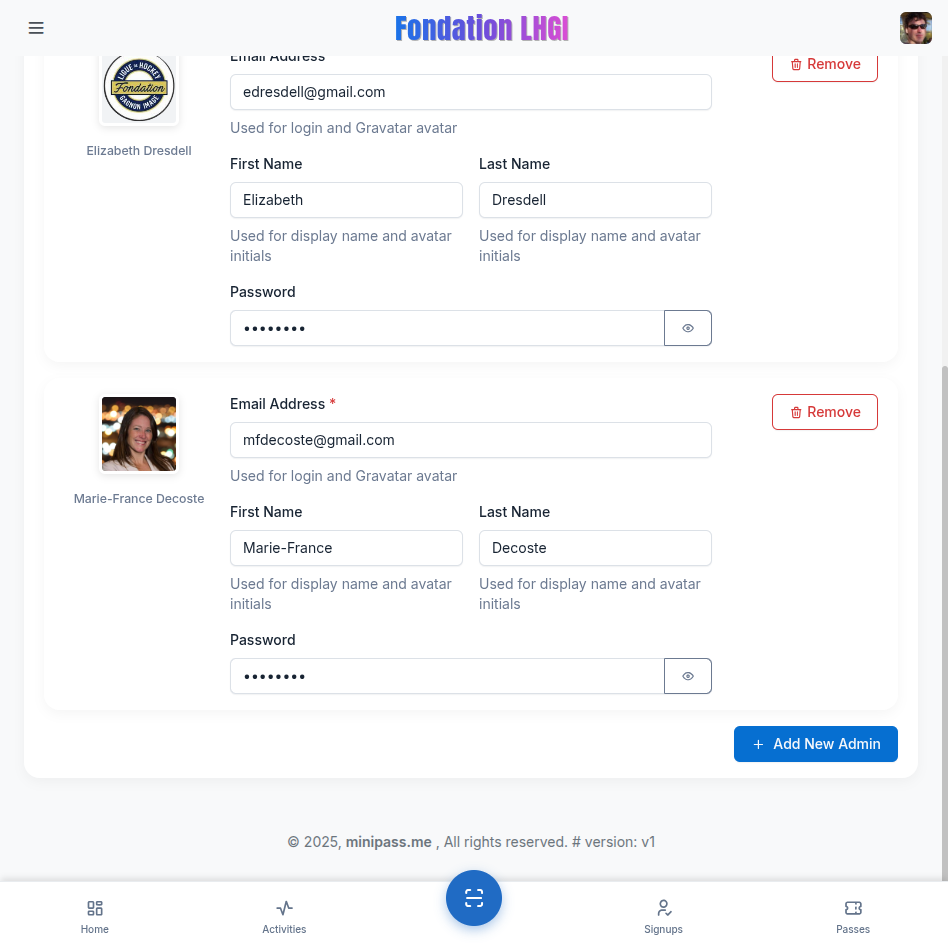 Fondation LHGI
Email Address
Remove
LIGUE DE HOCKEY
Fondation
GAGNON IMAGE
edresdell@gmail.com
Used for login and Gravatar avatar
Elizabeth Dresdell
First Name
Last Name
Elizabeth
Dresdell
Used for display name and avatar
initials
Used for display name and avatar
initials
Password
••••••••
Email Address *
Remove
mfdecoste@gmail.com
Used for login and Gravatar avatar
Marie-France Decoste
First Name
Last Name
Marie-France
Decoste
Used for display name and avatar
initials
Used for display name and avatar
initials
Password
••••••••
+ Add New Admin
© 2025, minipass.me , All rights reserved. # version: v1
Home
Activities
Signups
Passes